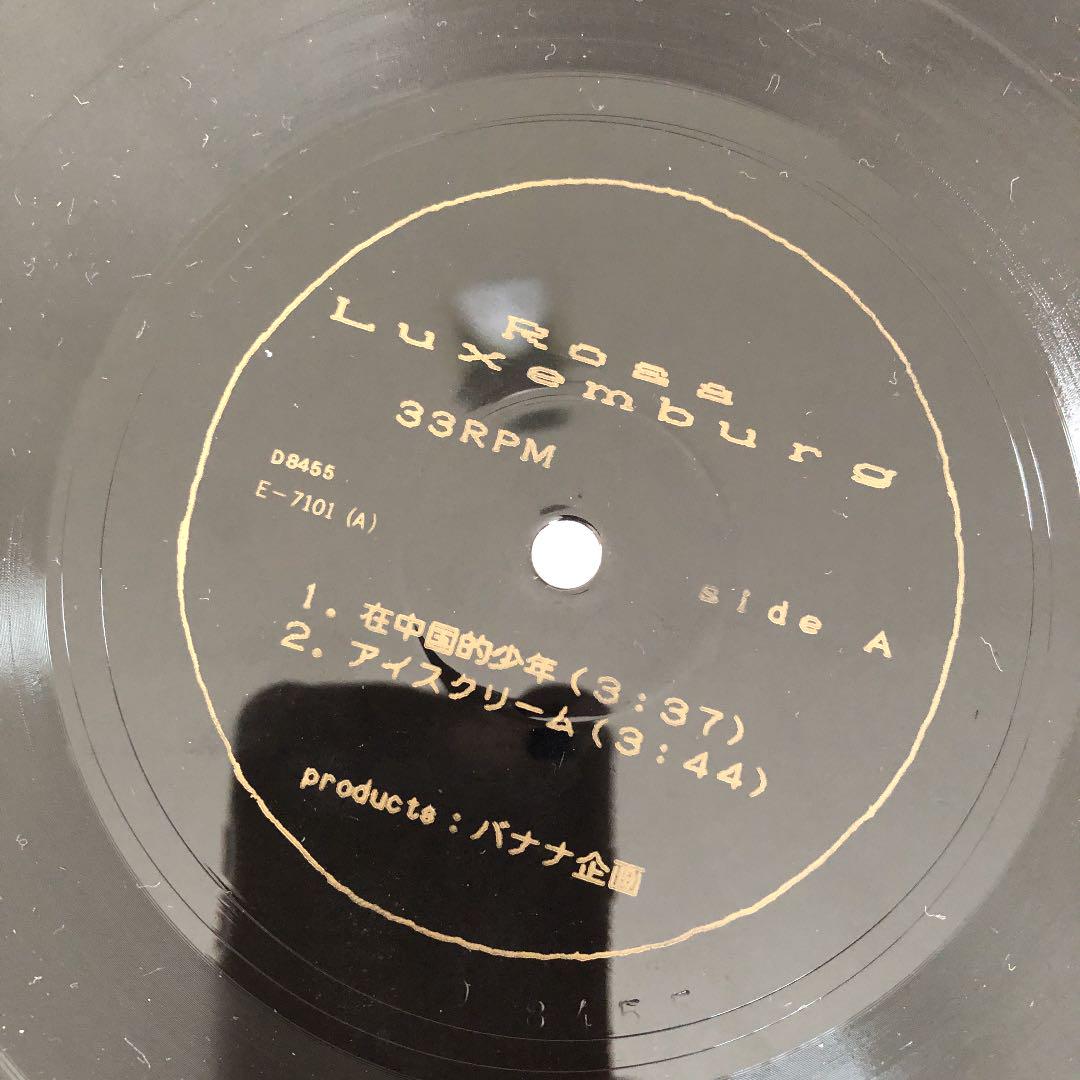 Rosa
Luxemburg
33RPM
D8455
E-7101 (A)
side A
1. 在中国的少年 (3:37)
2. アイスクリーム (3:44)
products:バナナ企画
8455